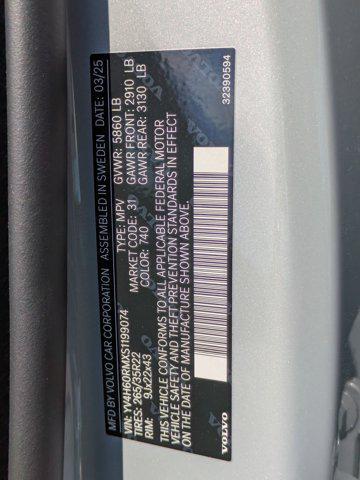 MFD BY VOLVO CAR CORPORATION ASSEMBLED IN SWEDEN DATE: 03/25
GVWR: 5860 LB
GAWR FRONT: 2910 LB
GAWR REAR: 3130 LB
VIN: YV4H60RMXS1199074 TYPE: MPV
TIRES: 265/35R22 MARKET CODE: 31
RIM: 9Jx22x43 COLOR: 740
THIS VEHICLE CONFORMS TO ALL APPLICABLE FEDERAL MOTOR
VEHICLE SAFETY AND THEFT PREVENTION STANDARDS IN EFFECT
ON THE DATE OF MANUFACTURE SHOWN ABOVE.
VOLVO 32390594